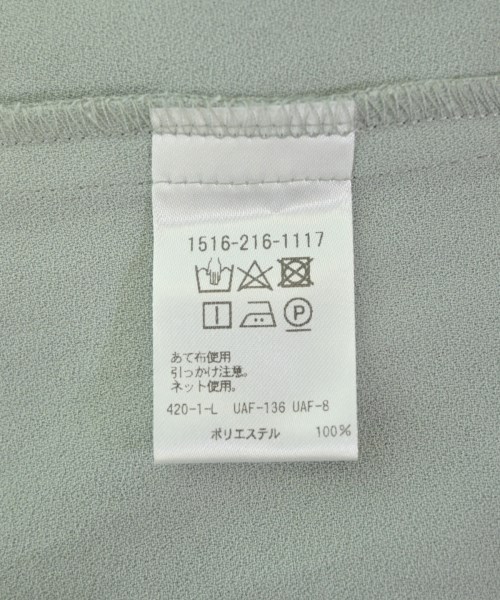 1516-216-1117
P
あて布使用
引っかけ注意。
ネット使用。
420-1-L UAF-136 UAF-8
ポリエステル 100%